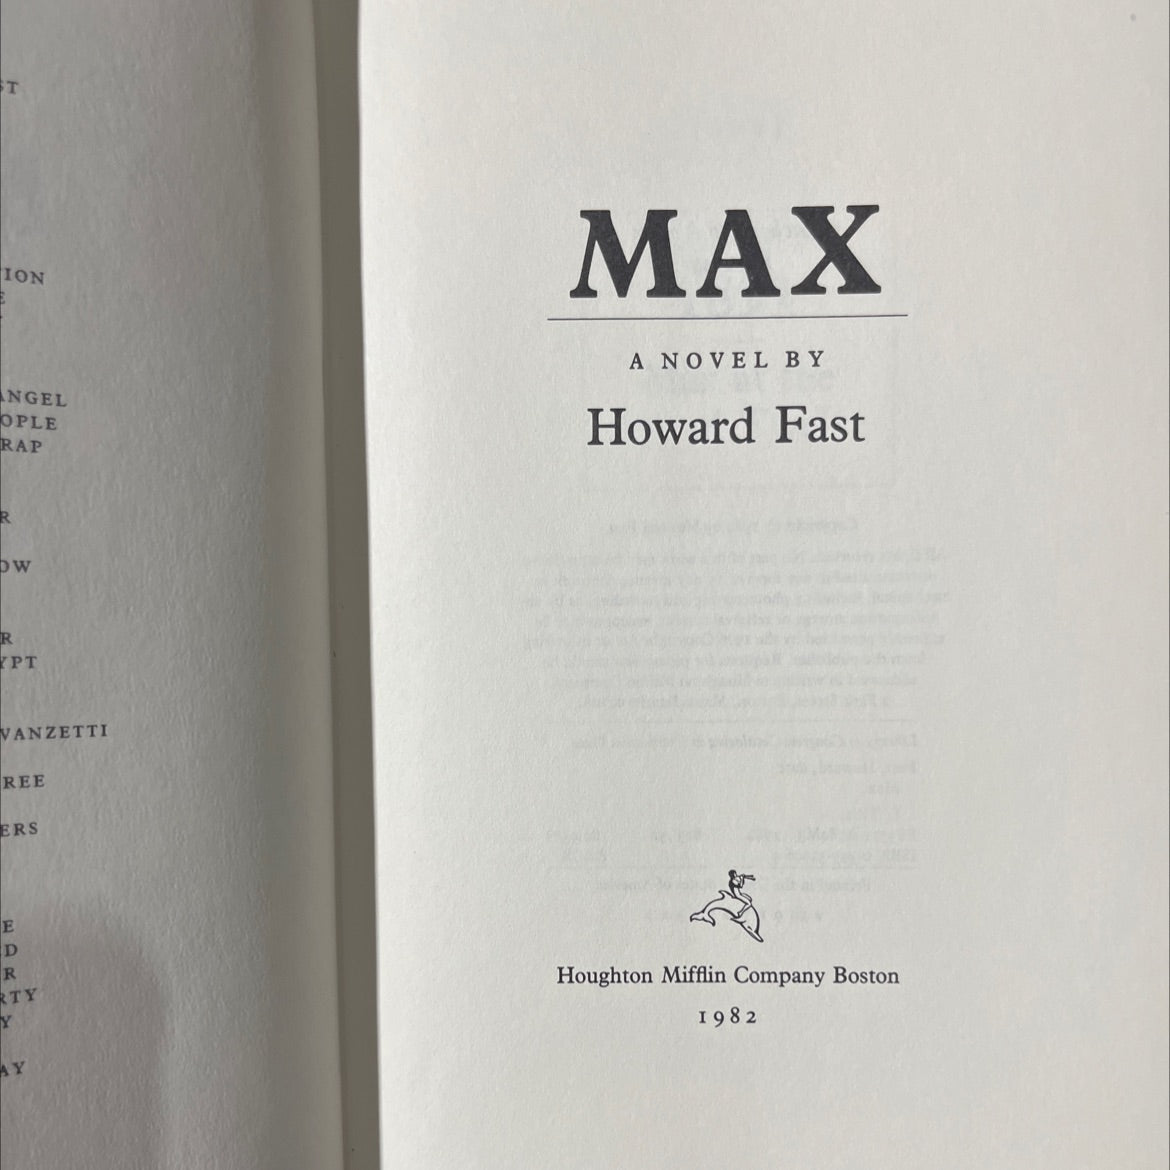 ST
ION
E
ANGEL
OPLE
RAP
R
OW
R
YPT
VANZETTI
REE
ERS
E
D
R
RTY
Y
AY
MAX
A NOVEL BY
Howard Fast
Houghton Mifflin Company Boston
1982